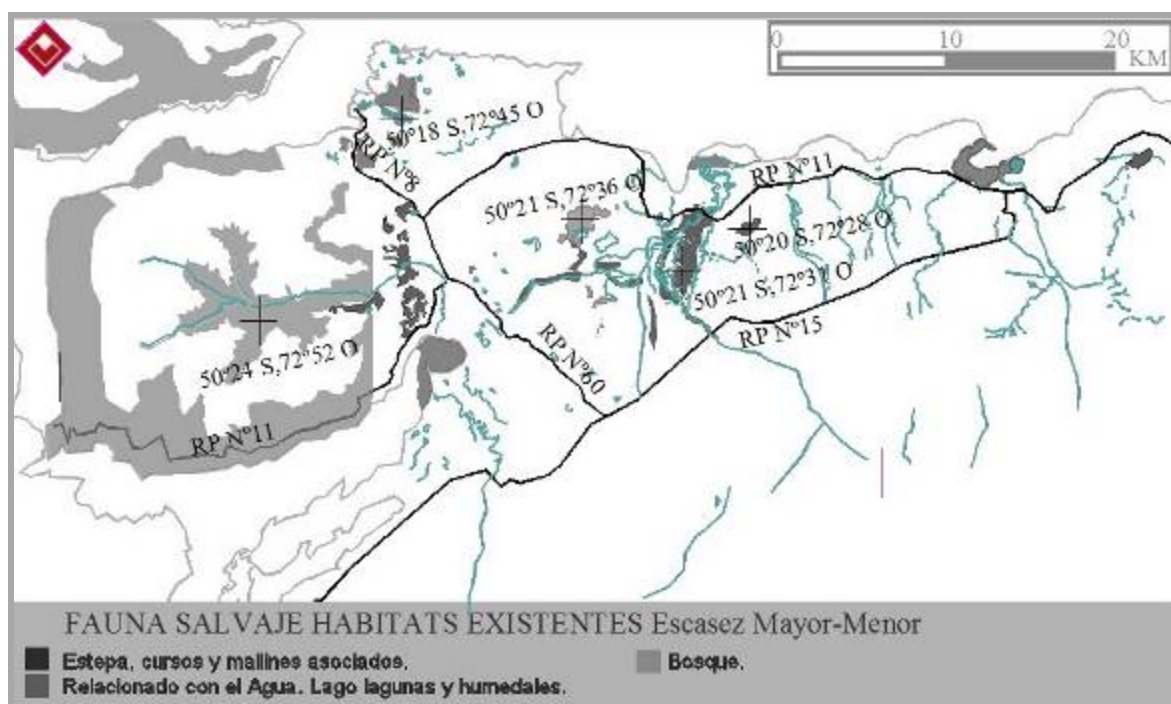 0 10 20
KM
50º18 S,72º45 O
RP Nº8
RP Nº11
50º21 S,72º36 O
50º20 S,72º28 O
50º21 S,72º31 O
RP Nº15
RP Nº60
50º24 S,72º52 O
RP Nº11
FAUNA SALVAJE HABITATS EXISTENTES Escasez Mayor-Menor
Estepa, cursos y mallines asociados.
Bosque.
Relacionado con el Agua. Lago lagunas y humedales.